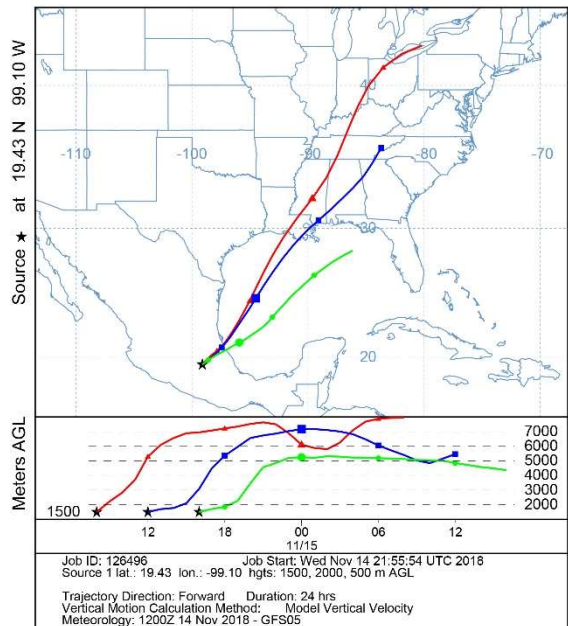 Source ★ at 19.43 N 99.10 W
-110
-100
-90
-80
-70
40
30
20
Meters AGL
1500
7000
6000
5000
4000
3000
2000
12 18 00 06 12
11/15
Job ID: 126496 Job Start: Wed Nov 14 21:55:54 UTC 2018
Source 1 lat.: 19.43 lon.: -99.10 hgts: 1500, 2000, 500 m AGL
Trajectory Direction: Forward Duration: 24 hrs
Vertical Motion Calculation Method: Model Vertical Velocity
Meteorology: 1200Z 14 Nov 2018 - GFS05